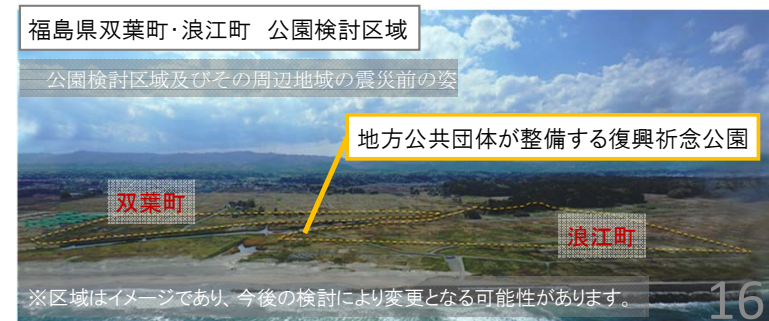 福島県双葉町・浪江町　公園検討区域
公園検討区域及びその周辺地域の震災前の姿
地方公共団体が整備する復興祈念公園
双葉町
浪江町
※区域はイメージであり、今後の検討により変更となる可能性があります。
16